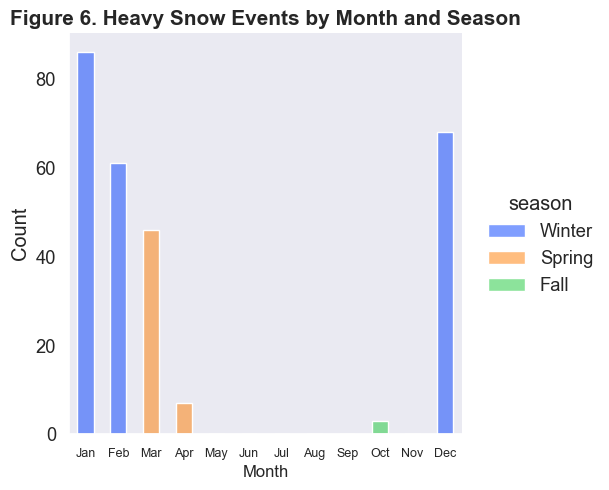 Figure 6. Heavy Snow Events by Month and Season
80
60
40
20
0
Count
Jan Feb Mar Apr May Jun Jul Aug Sep Oct Nov Dec
Month
season
Winter
Spring
Fall